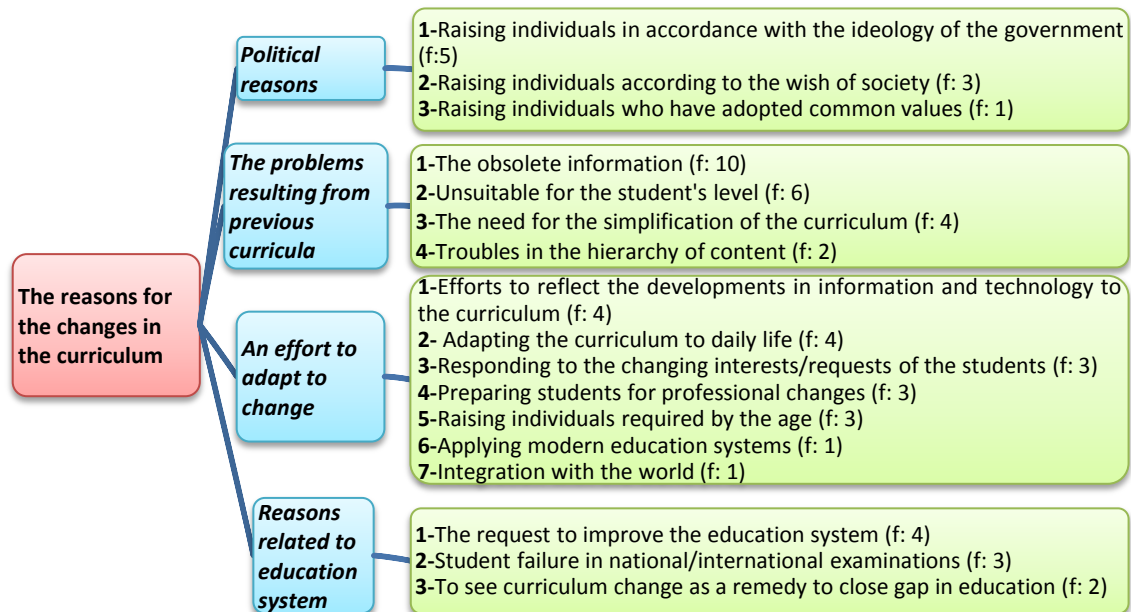 The reasons for
the changes in
the curriculum
Political
reasons
1-Raising individuals in accordance with the ideology of the government
(f:5)
2-Raising individuals according to the wish of society (f: 3)
3-Raising individuals who have adopted common values (f: 1)
The problems
resulting from
previous
curricula
1-The obsolete information (f: 10)
2-Unsuitable for the student's level (f: 6)
3-The need for the simplification of the curriculum (f: 4)
4-Troubles in the hierarchy of content (f: 2)
An effort to
adapt to
change
1-Efforts to reflect the developments in information and technology to
the curriculum (f: 4)
2- Adapting the curriculum to daily life (f: 4)
3-Responding to the changing interests/requests of the students (f: 3)
4-Preparing students for professional changes (f: 3)
5-Raising individuals required by the age (f: 3)
6-Applying modern education systems (f: 1)
7-Integration with the world (f: 1)
Reasons
related to
education
system
1-The request to improve the education system (f: 4)
2-Student failure in national/international examinations (f: 3)
3-To see curriculum change as a remedy to close gap in education (f: 2)